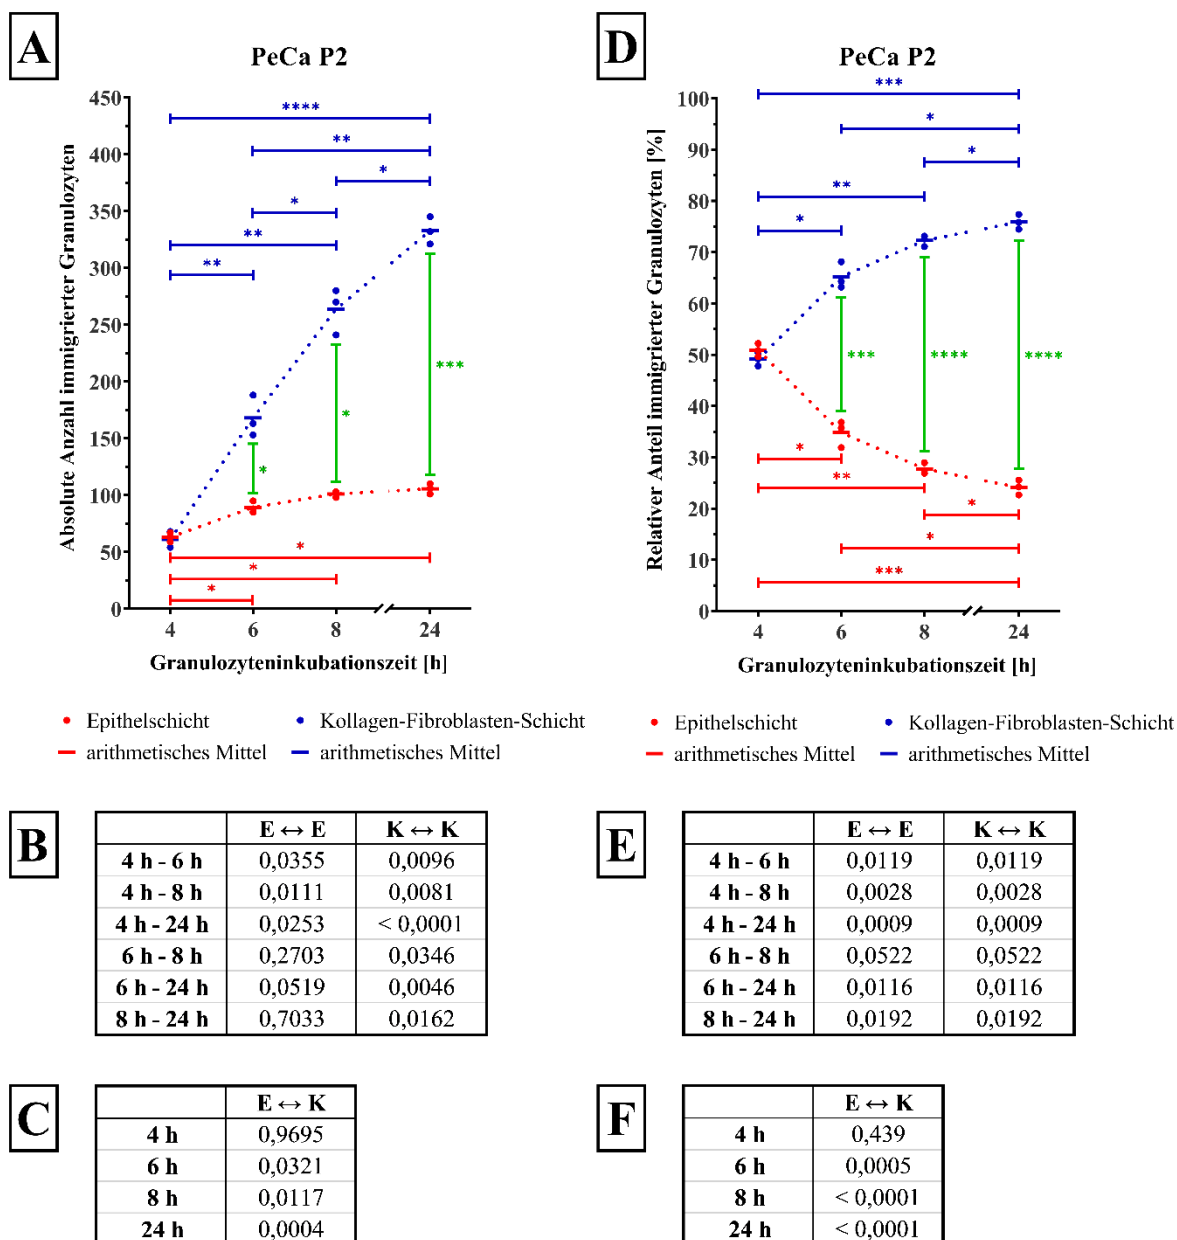 A
PeCa P2
Absolute Anzahl immigrierter Granulozyten
450
400
350
300
250
200
150
100
50
0
****
**
*
*
**
**
*
*
***
*
*
*
4 6 8 24
Granulozyteninkubationszeit [h]
Epithelschicht
Kollagen-Fibroblasten-Schicht
arithmetisches Mittel
arithmetisches Mittel
D
PeCa P2
Relativer Anteil immigrierter Granulozyten [%]
100
90
80
70
60
50
40
30
20
10
0
***
*
*
**
*
***
****
****
*
**
*
*
***
4 6 8 24
Granulozyteninkubationszeit [h]
Epithelschicht
Kollagen-Fibroblasten-Schicht
arithmetisches Mittel
arithmetisches Mittel
B
E ↔ E K ↔ K
4 h - 6 h 0,0355 0,0096
4 h - 8 h 0,0111 0,0081
4 h - 24 h 0,0253 < 0,0001
6 h - 8 h 0,2703 0,0346
6 h - 24 h 0,0519 0,0046
8 h - 24 h 0,7033 0,0162
E
E ↔ E K ↔ K
4 h - 6 h 0,0119 0,0119
4 h - 8 h 0,0028 0,0028
4 h - 24 h 0,0009 0,0009
6 h - 8 h 0,0522 0,0522
6 h - 24 h 0,0116 0,0116
8 h - 24 h 0,0192 0,0192
C
E ↔ K
4 h 0,9695
6 h 0,0321
8 h 0,0117
24 h 0,0004
F
E ↔ K
4 h 0,439
6 h 0,0005
8 h < 0,0001
24 h < 0,0001